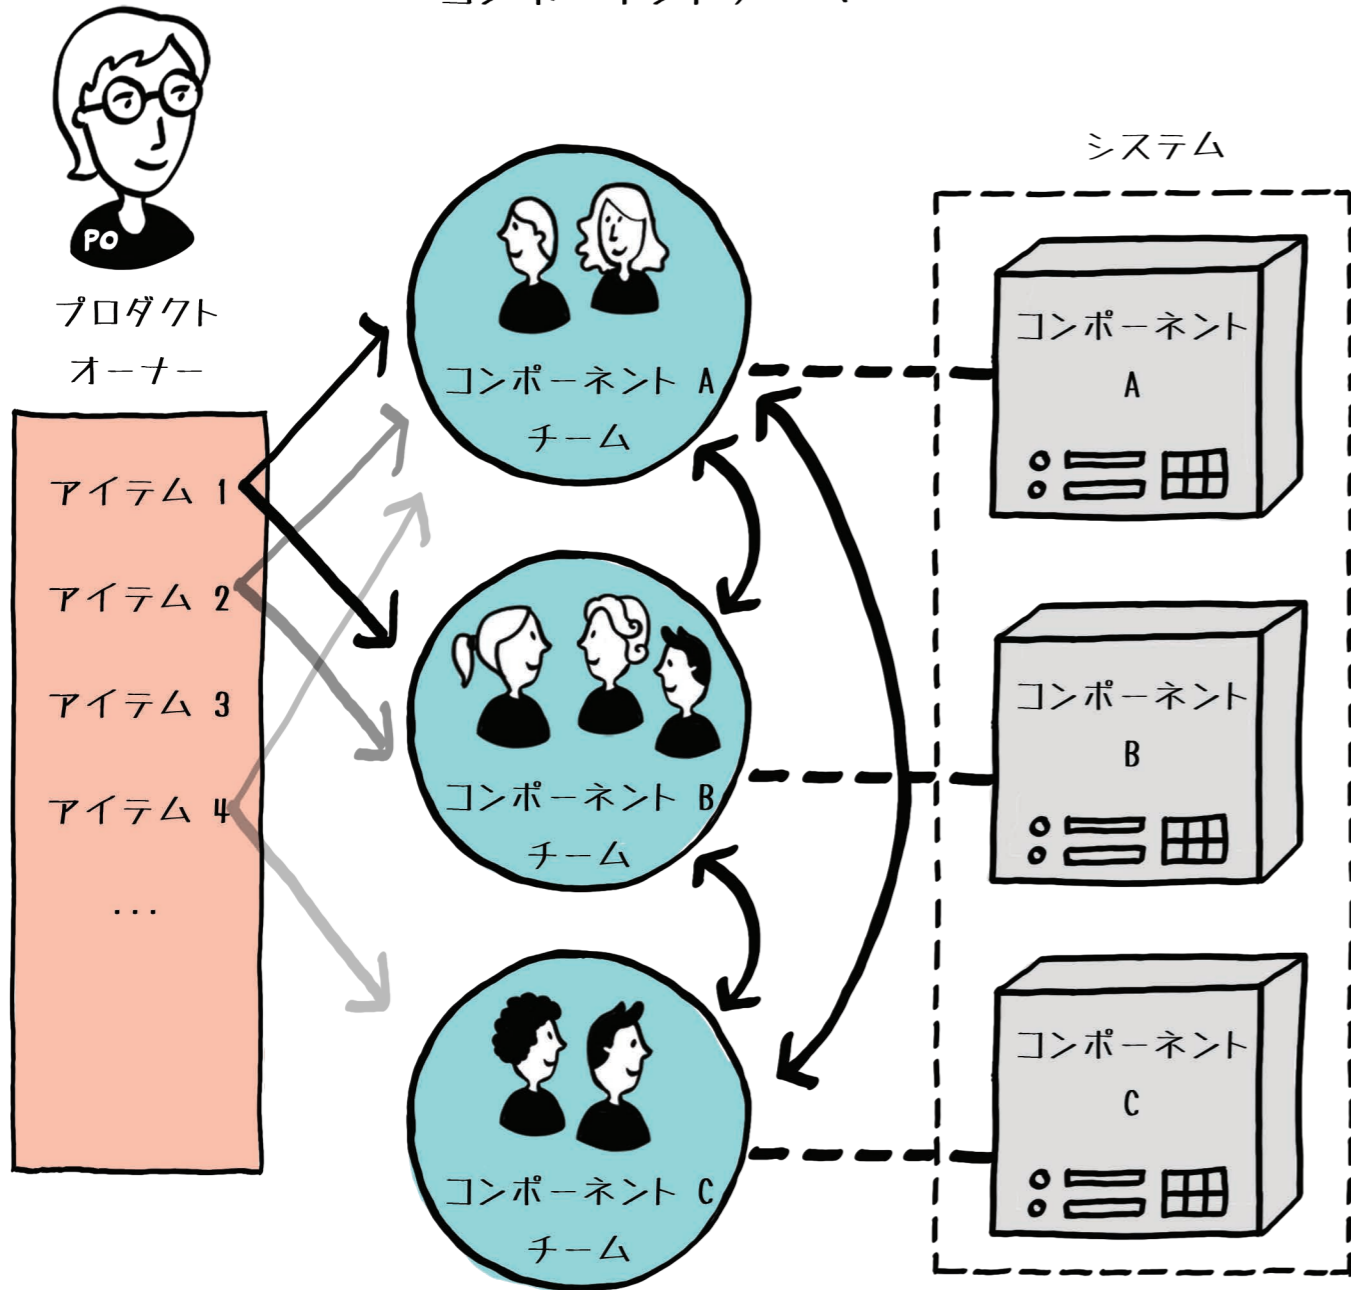 PO
プロダクト
オーナー
アイテム 1
アイテム 2
アイテム 3
アイテム 4
...
コンポーネント A
チーム
コンポーネント B
チーム
コンポーネント C
チーム
システム
コンポーネント
A
コンポーネント
B
コンポーネント
C